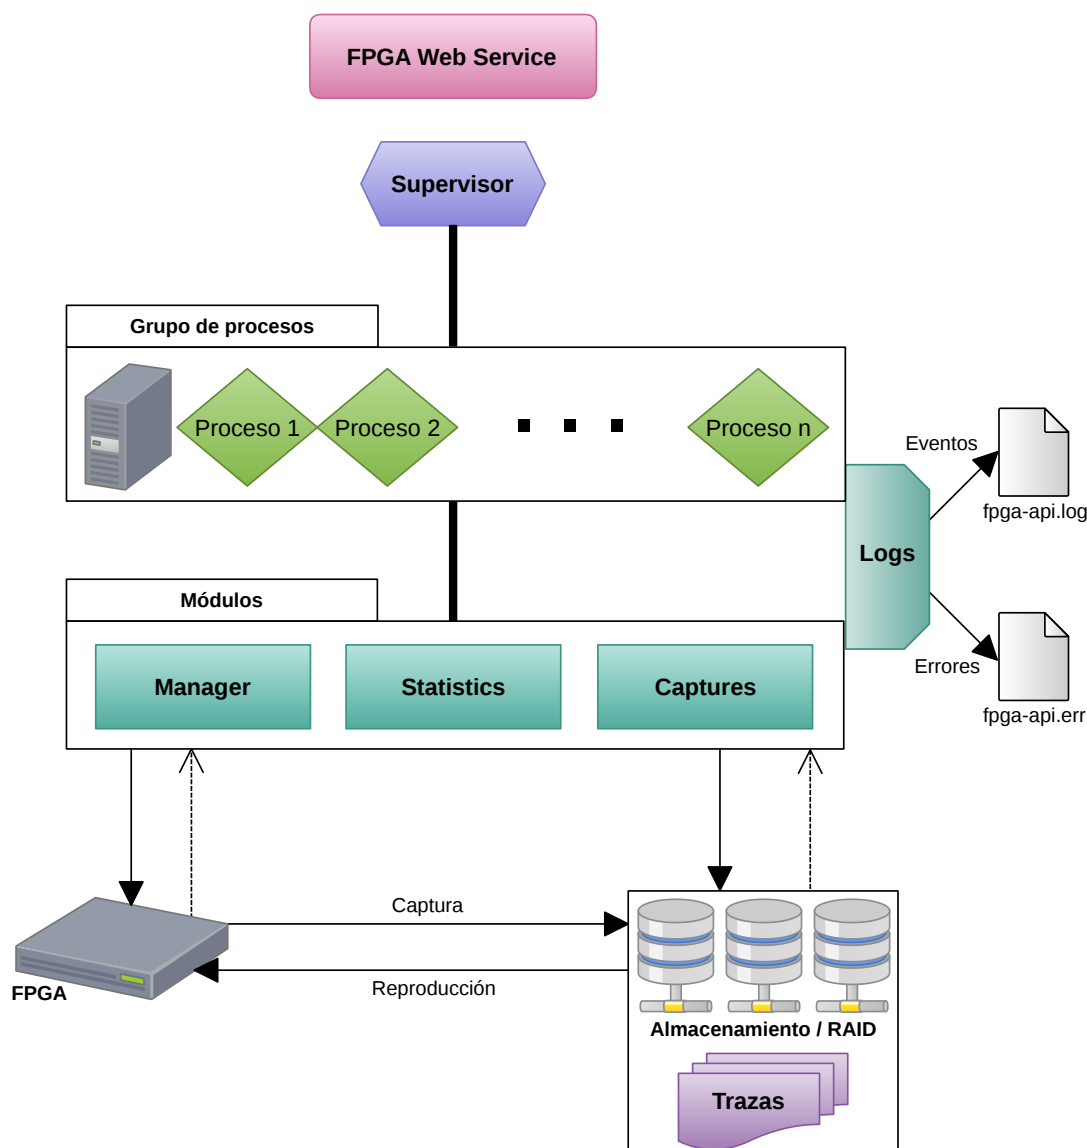 FPGA Web Service
Supervisor
Grupo de procesos
Proceso 1
Proceso 2
Proceso n
Eventos
fpga-api.log
Logs
Módulos
Manager
Statistics
Captures
Errores
fpga-api.err
Captura
Reproducción
FPGA
Almacenamiento / RAID
Trazas